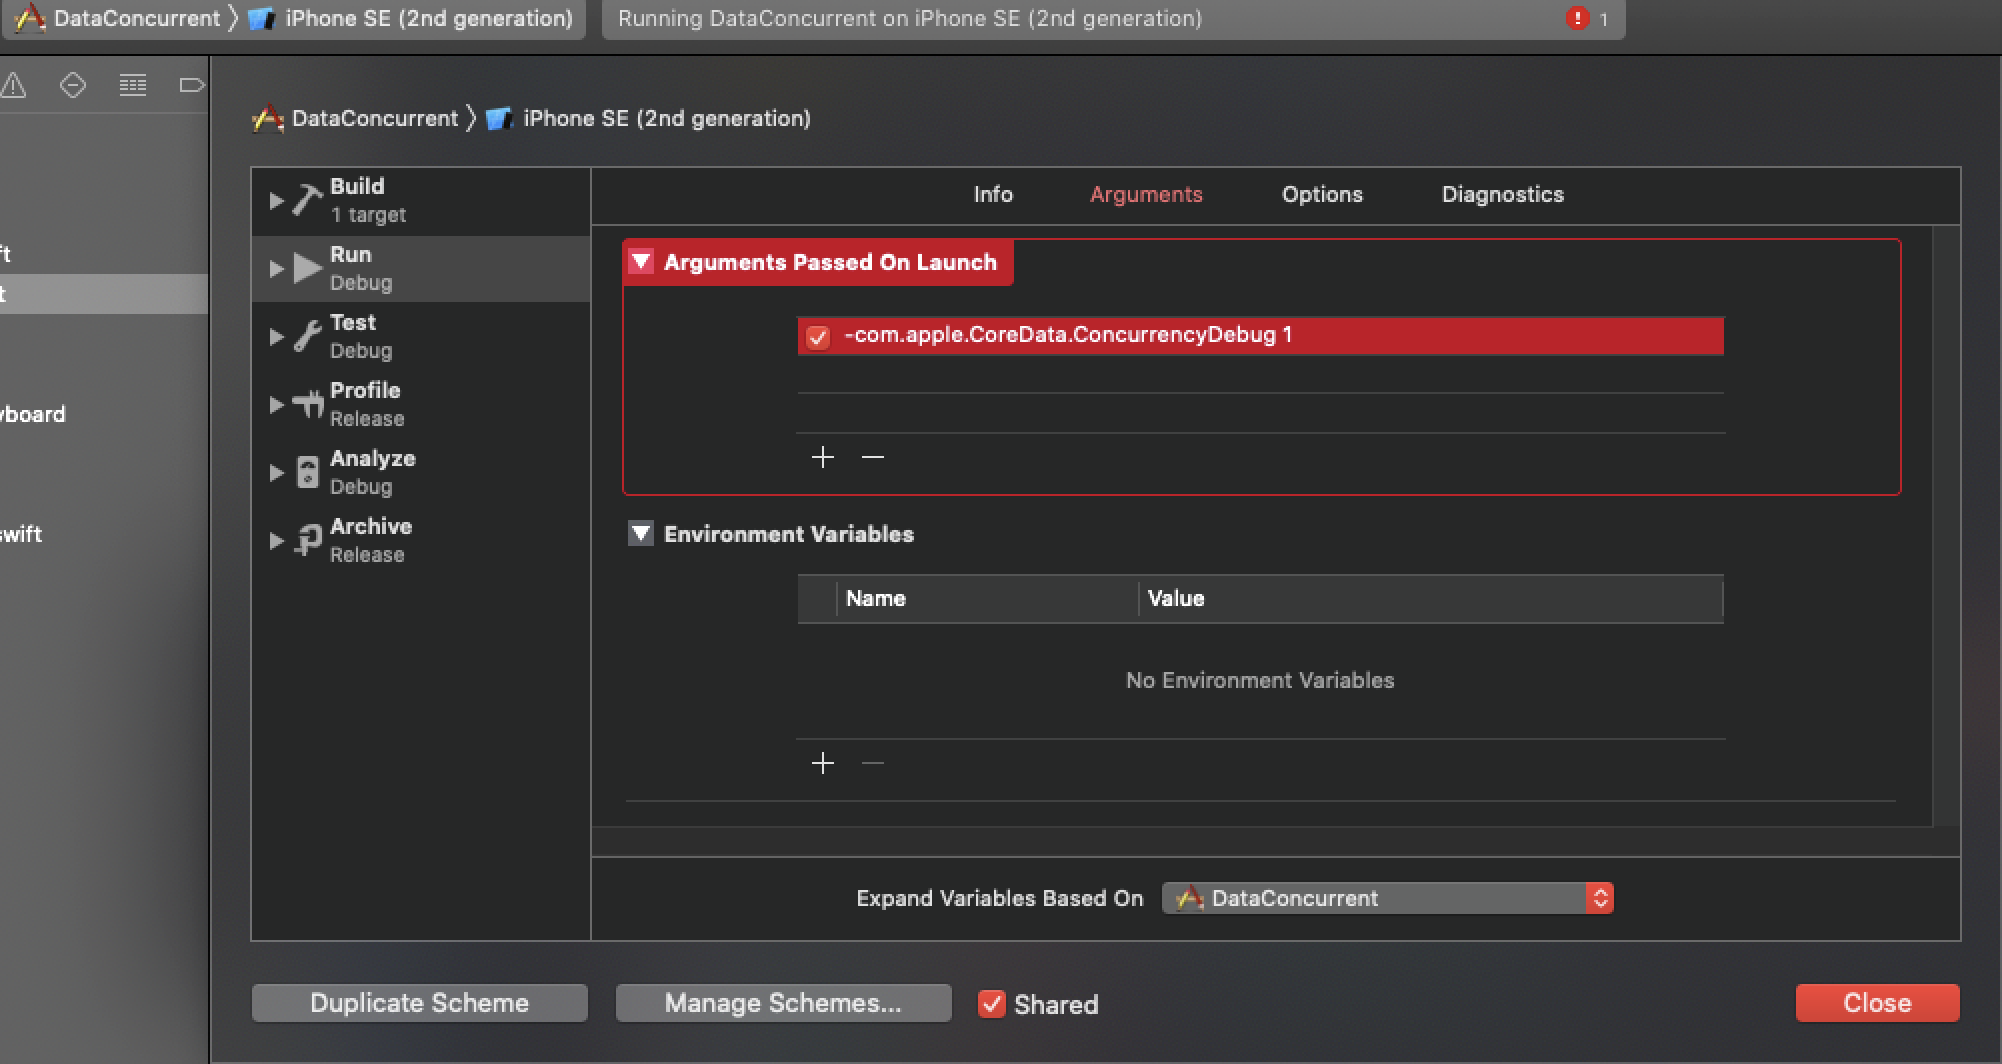 DataConcurrent 〉 iPhone SE (2nd generation)
Running DataConcurrent on iPhone SE (2nd generation)
1
DataConcurrent 〉 iPhone SE (2nd generation)
Build
1 target
Run
Debug
Test
Debug
Profile
Release
Analyze
Debug
Archive
Release
Info Arguments Options Diagnostics
Arguments Passed On Launch
-com.apple.CoreData.ConcurrencyDebug 1
Environment Variables
Name Value
No Environment Variables
Expand Variables Based On DataConcurrent
Duplicate Scheme Manage Schemes... Shared Close